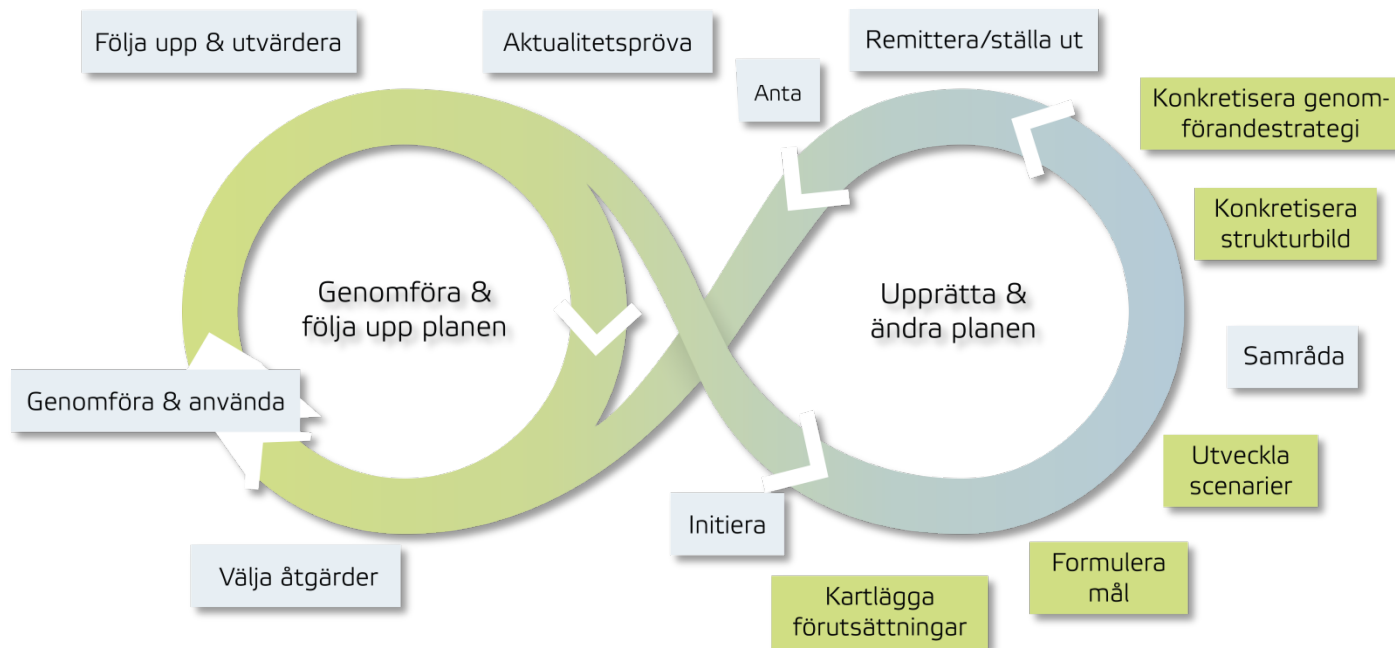 Följa upp & utvärdera
Aktualitetspröva
Remittera/ställa ut
Anta
Konkretisera genom-
förandestrategi
Konkretisera
strukturbild
Genomföra &
följa upp planen
Upprätta &
ändra planen
Samråda
Genomföra & använda
Utveckla
scenarier
Initiera
Välja åtgärder
Formulera
mål
Kartlägga
förutsättningar